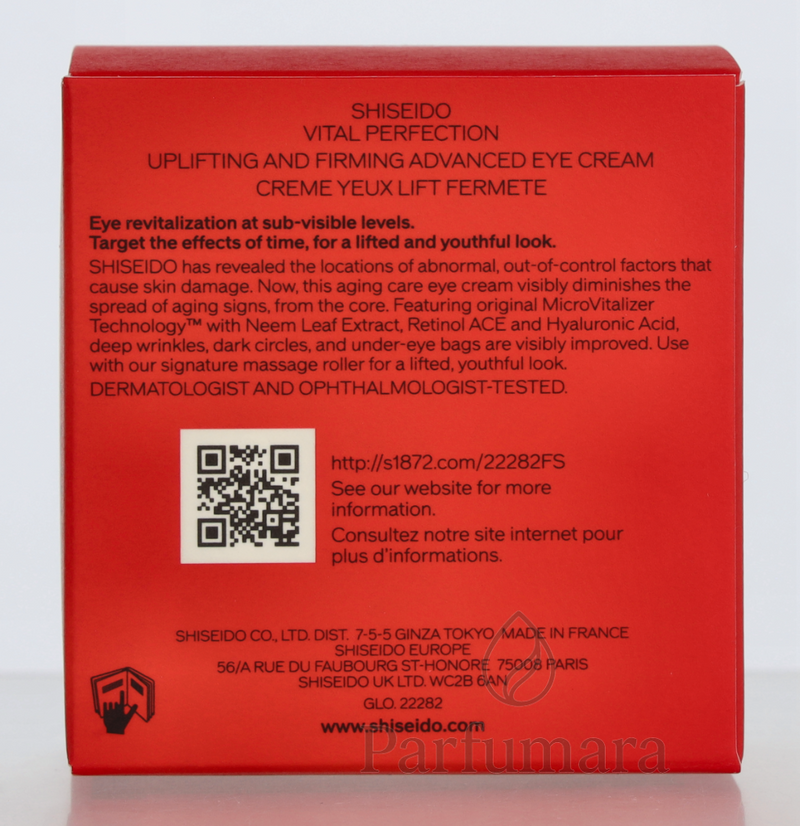 SHISEIDO
VITAL PERFECTION
UPLIFTING AND FIRMING ADVANCED EYE CREAM
CREME YEUX LIFT FERMETE
Eye revitalization at sub-visible levels.
Target the effects of time, for a lifted and youthful look.
SHISEIDO has revealed the locations of abnormal, out-of-control factors that
cause skin damage. Now, this aging care eye cream visibly diminishes the
spread of aging signs, from the core. Featuring original MicroVitalizer
Technology™ with Neem Leaf Extract, Retinol ACE and Hyaluronic Acid,
deep wrinkles, dark circles, and under-eye bags are visibly improved. Use
with our signature massage roller for a lifted, youthful look.
DERMATOLOGIST AND OPHTHALMOLOGIST-TESTED.
http://s1872.com/22282FS
See our website for more
information.
Consultez notre site internet pour
plus d'informations.
SHISEIDO CO., LTD. DIST. 7-5-5 GINZA TOKYO MADE IN FRANCE
SHISEIDO EUROPE
56/A RUE DU FAUBOURG ST-HONORE 75008 PARIS
SHISEIDO UK LTD. WC2B 6AN
GLO. 22282
www.shiseido.com
Parfumara